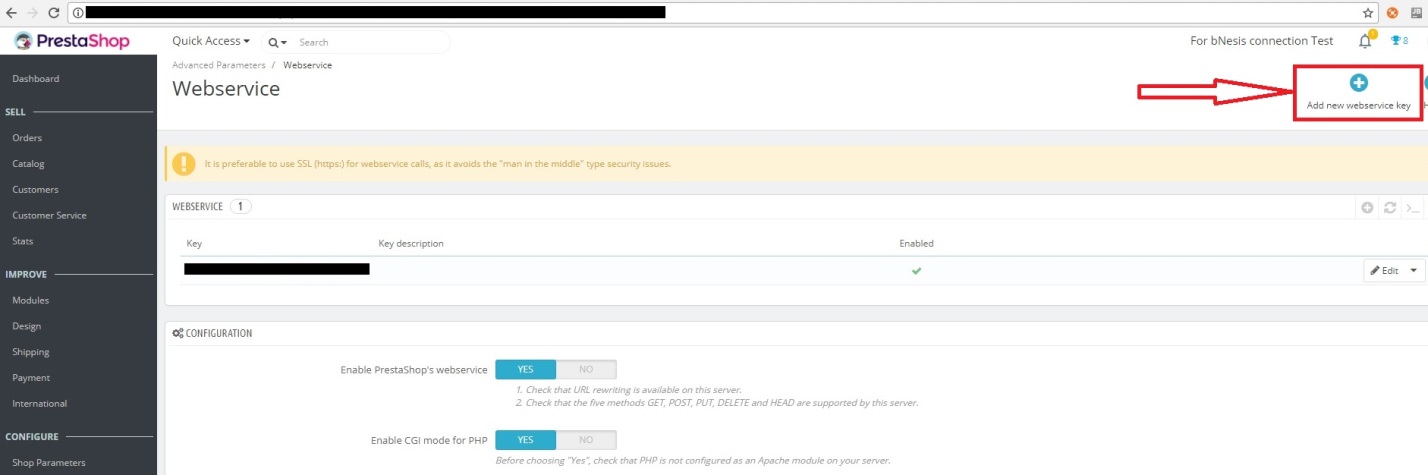 PrestaShop
Quick Access
Search
For bNesis connection Test
1
8
Advanced Parameters / Webservice
Webservice
Add new webservice key
Dashboard
SELL
Orders
Catalog
Customers
Customer Service
Stats
IMPROVE
Modules
Design
Shipping
Payment
International
CONFIGURE
Shop Parameters
It is preferable to use SSL (https:) for webservice calls, as it avoids the "man in the middle" type security issues.
WEBSERVICE 1
Key Key description Enabled
Edit
CONFIGURATION
Enable PrestaShop's webservice YES NO
1. Check that URL rewriting is available on this server.
2. Check that the five methods GET, POST, PUT, DELETE and HEAD are supported by this server.
Enable CGI mode for PHP YES NO
Before choosing "Yes", check that PHP is not configured as an Apache module on your server.